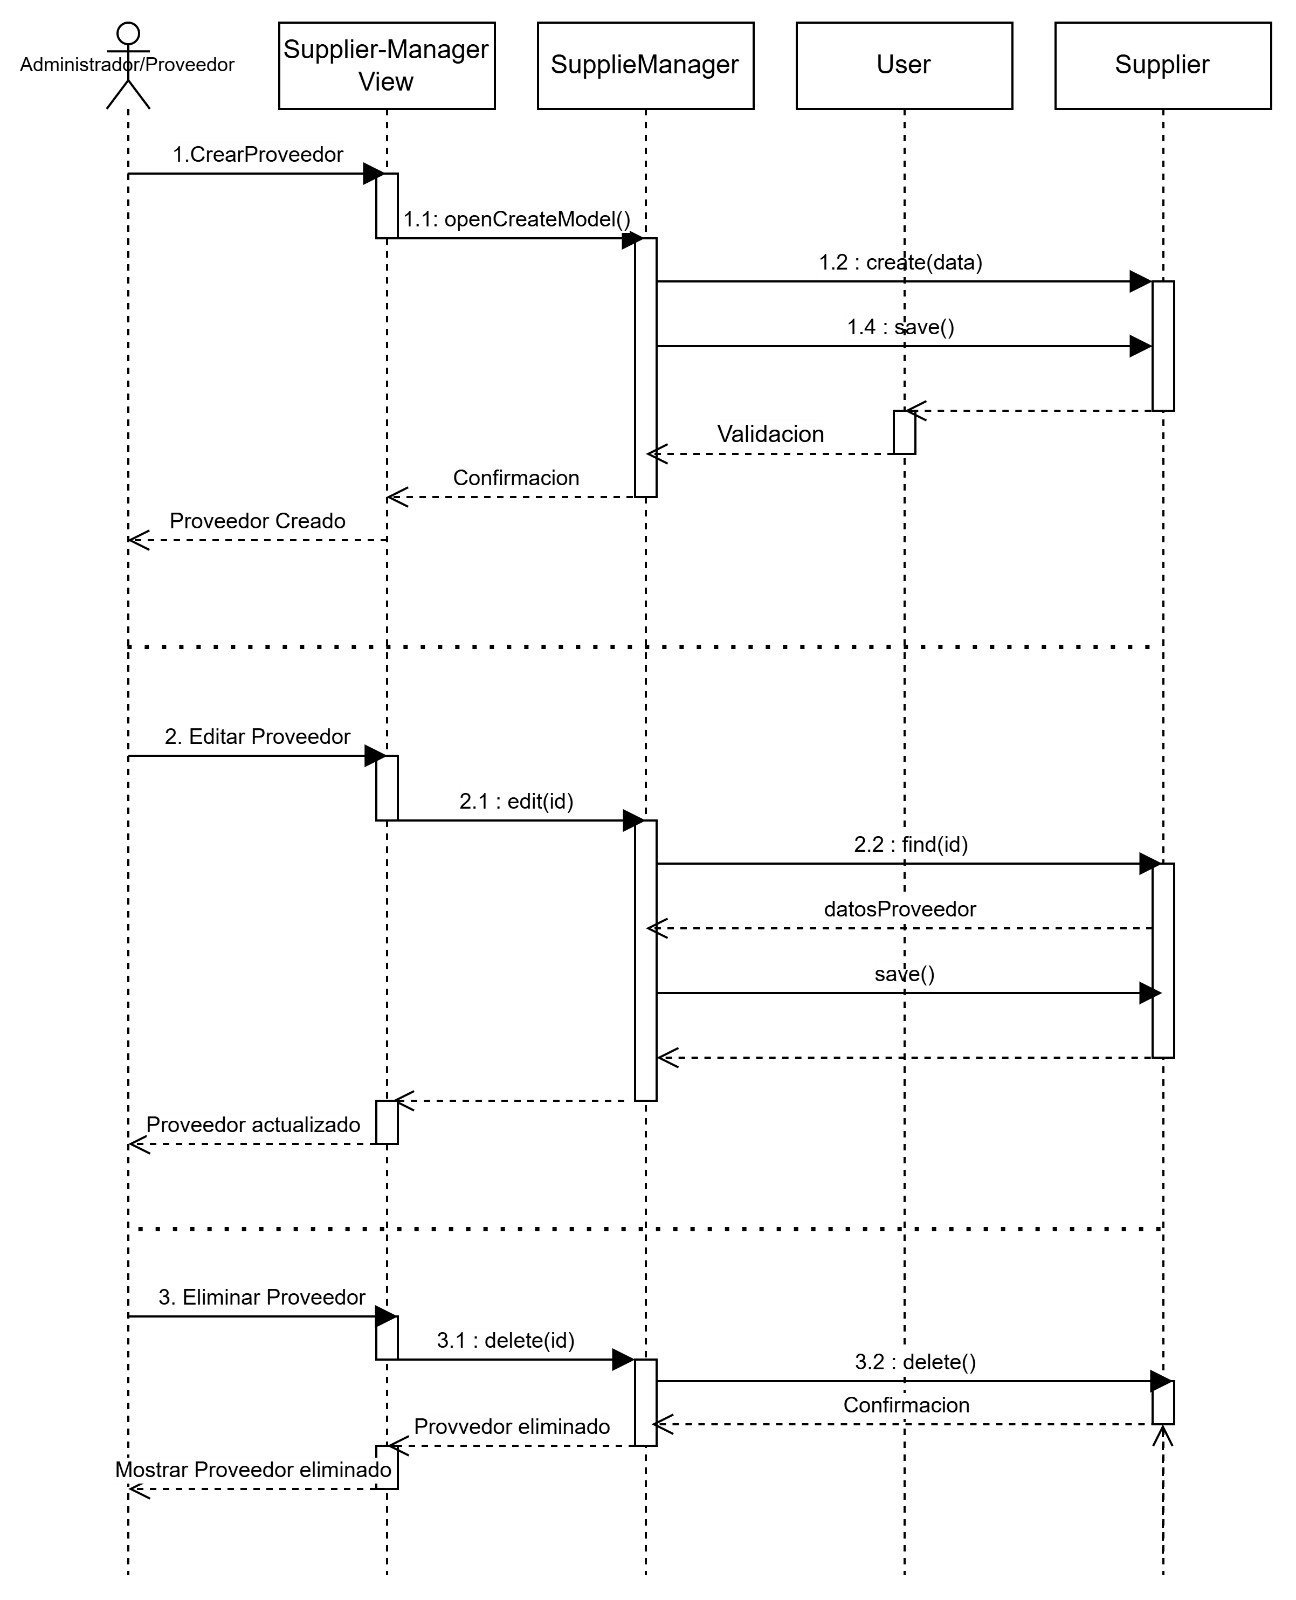 Administrador/Proveedor
Supplier-Manager
View
SupplieManager
User
Supplier
1.CrearProveedor
1.1: openCreateModel()
1.2 : create(data)
1.4 : save()
Validacion
Confirmacion
Proveedor Creado
2. Editar Proveedor
2.1 : edit(id)
2.2 : find(id)
datosProveedor
save()
Proveedor actualizado
3. Eliminar Proveedor
3.1 : delete(id)
3.2 : delete()
Confirmacion
Provvedor eliminado
Mostrar Proveedor eliminado